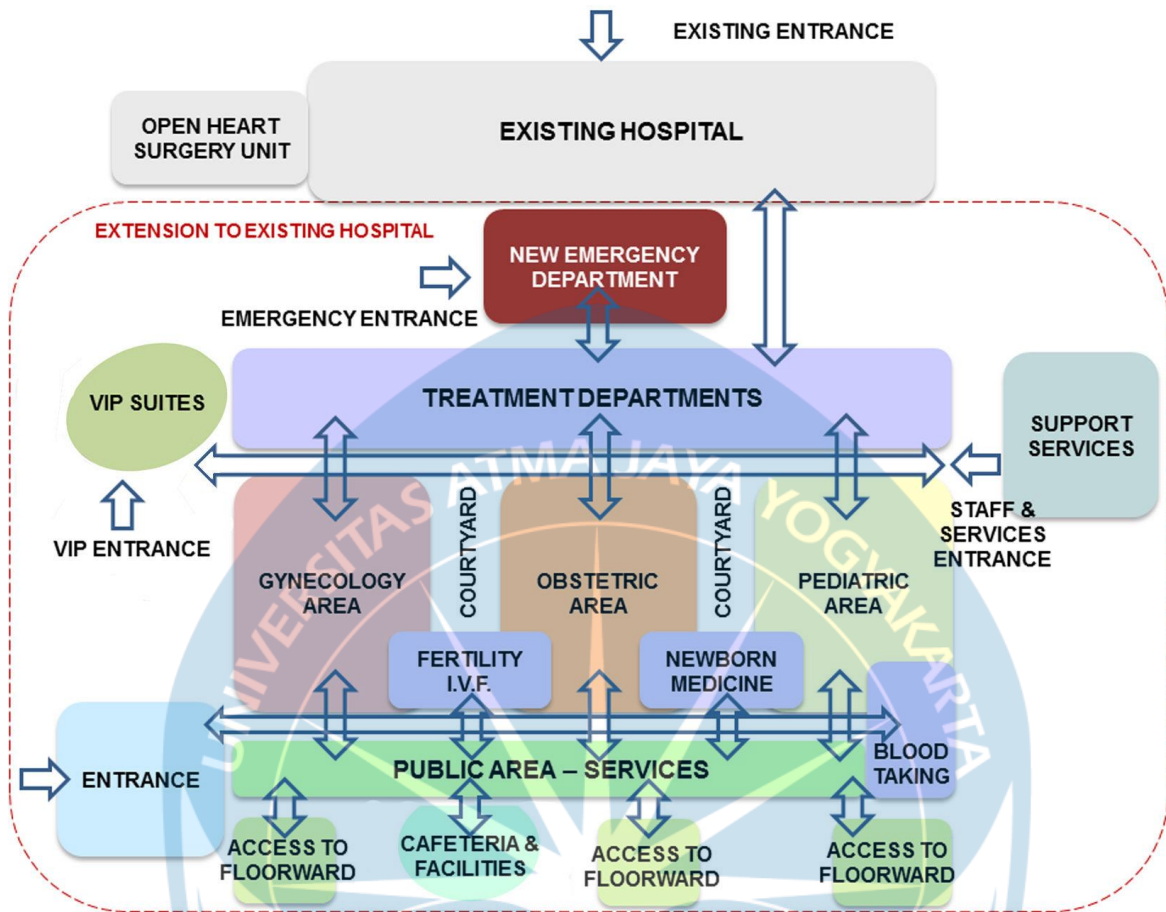 EXISTING ENTRANCE
OPEN HEART
SURGERY UNIT
EXISTING HOSPITAL
EXTENSION TO EXISTING HOSPITAL
NEW EMERGENCY
DEPARTMENT
EMERGENCY ENTRANCE
VIP SUITES
TREATMENT DEPARTMENTS
SUPPORT
SERVICES
VIP ENTRANCE
STAFF &
SERVICES
ENTRANCE
GYNECOLOGY
AREA
COURTYARD
OBSTETRIC
AREA
COURTYARD
PEDIATRIC
AREA
FERTILITY
I.V.F.
NEWBORN
MEDICINE
ENTRANCE
PUBLIC AREA – SERVICES
BLOOD
TAKING
ACCESS TO
FLOORWARD
CAFETERIA &
FACILITIES
ACCESS TO
FLOORWARD
ACCESS TO
FLOORWARD
UNIVERSITAS ATMA JAYA YOGYAKARTA